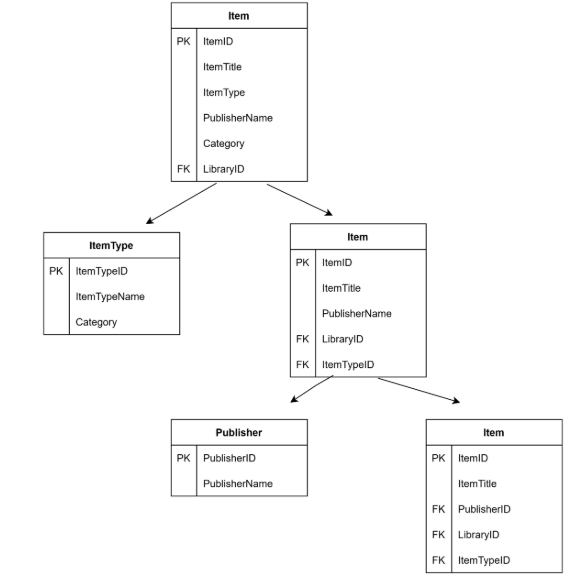 Item
PK ItemID
ItemTitle
ItemType
PublisherName
Category
FK LibraryID
ItemType
PK ItemTypeID
ItemTypeName
Category
Item
PK ItemID
ItemTitle
PublisherName
FK LibraryID
FK ItemTypeID
Publisher
PK PublisherID
PublisherName
Item
PK ItemID
ItemTitle
FK PublisherID
FK LibraryID
FK ItemTypeID